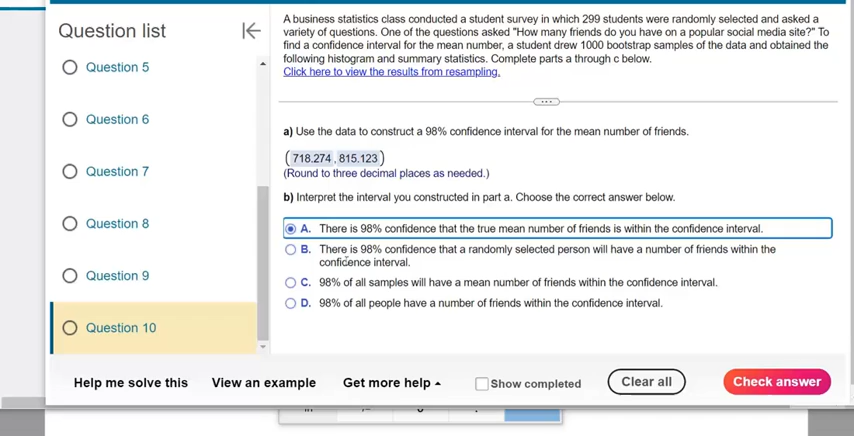 Question list
Question 5
Question 6
Question 7
Question 8
Question 9
Question 10
A business statistics class conducted a student survey in which 299 students were randomly selected and asked a
variety of questions. One of the questions asked "How many friends do you have on a popular social media site?" To
find a confidence interval for the mean number, a student drew 1000 bootstrap samples of the data and obtained the
following histogram and summary statistics. Complete parts a through c below.
Click here to view the results from resampling.
a) Use the data to construct a 98% confidence interval for the mean number of friends.
(718.274, 815.123)
(Round to three decimal places as needed.)
b) Interpret the interval you constructed in part a. Choose the correct answer below.
A. There is 98% confidence that the true mean number of friends is within the confidence interval.
B. There is 98% confidence that a randomly selected person will have a number of friends within the
confidence interval.
C. 98% of all samples will have a mean number of friends within the confidence interval.
D. 98% of all people have a number of friends within the confidence interval.
Help me solve this
View an example
Get more help
Show completed
Clear all
Check answer